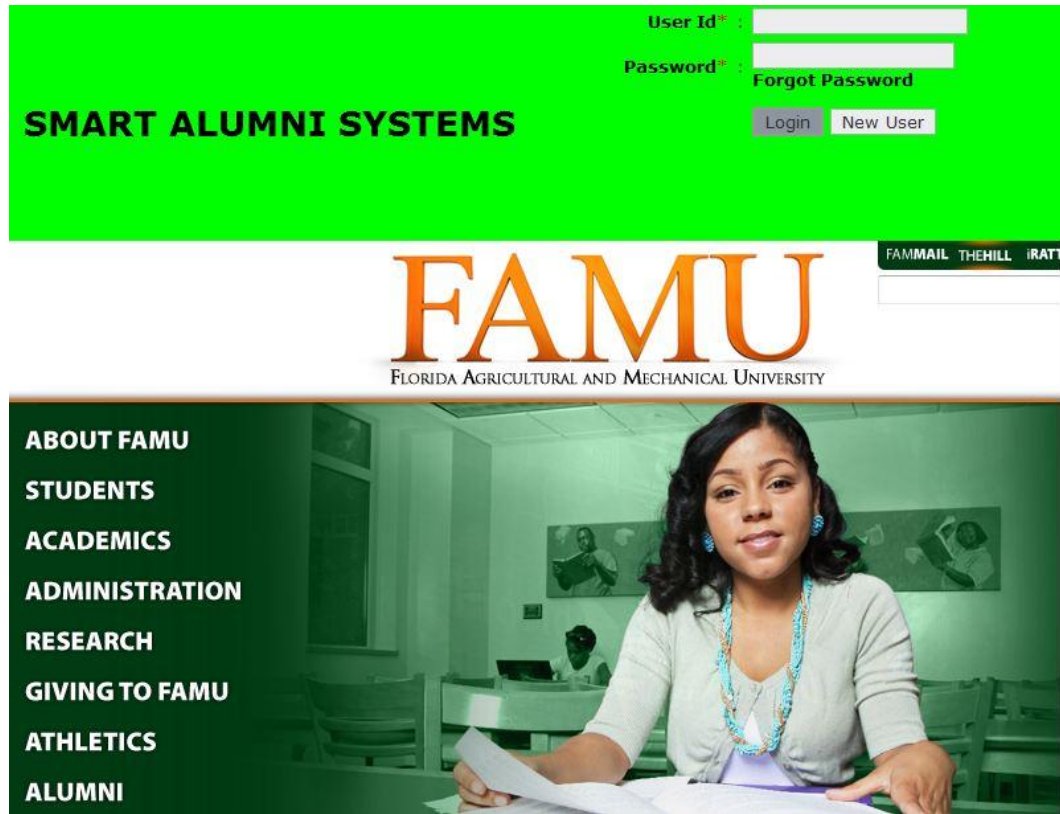 User Id* :
Password* :
Forgot Password
SMART ALUMNI SYSTEMS
Login New User
FAMMAIL THEHILL iRATT
FAMU
FLORIDA AGRICULTURAL AND MECHANICAL UNIVERSITY
ABOUT FAMU
STUDENTS
ACADEMICS
ADMINISTRATION
RESEARCH
GIVING TO FAMU
ATHLETICS
ALUMNI